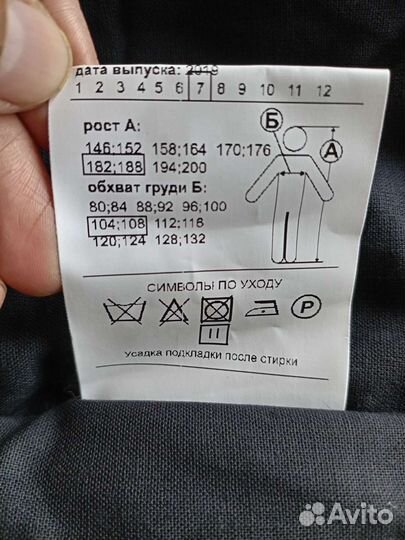 дата выпуска: 2019
1 2 3 4 5 6 7 8 9 10 11 12
рост А:
146;152 158;164 170;176
182;188 194;200
обхват груди Б:
80;84 88;92 96;100
104;108 112;116
120;124 128;132
Б
А
СИМВОЛЫ ПО УХОДУ
P
Усадка подкладки после стирки
Avito